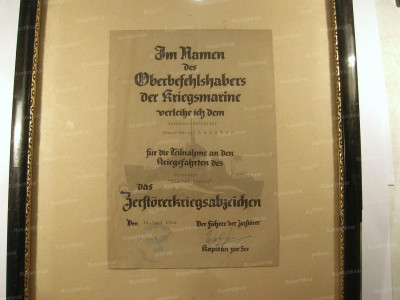 Im Namen
des
Oberbefehlshabers
der Kriegsmarine
verleihe ich dem
für die Teilnahme an den
Kriegsfahrten des
das
Zerstörerkriegsabzeichen
Den
Der Führer der Zerstörer
Kapitän zur See